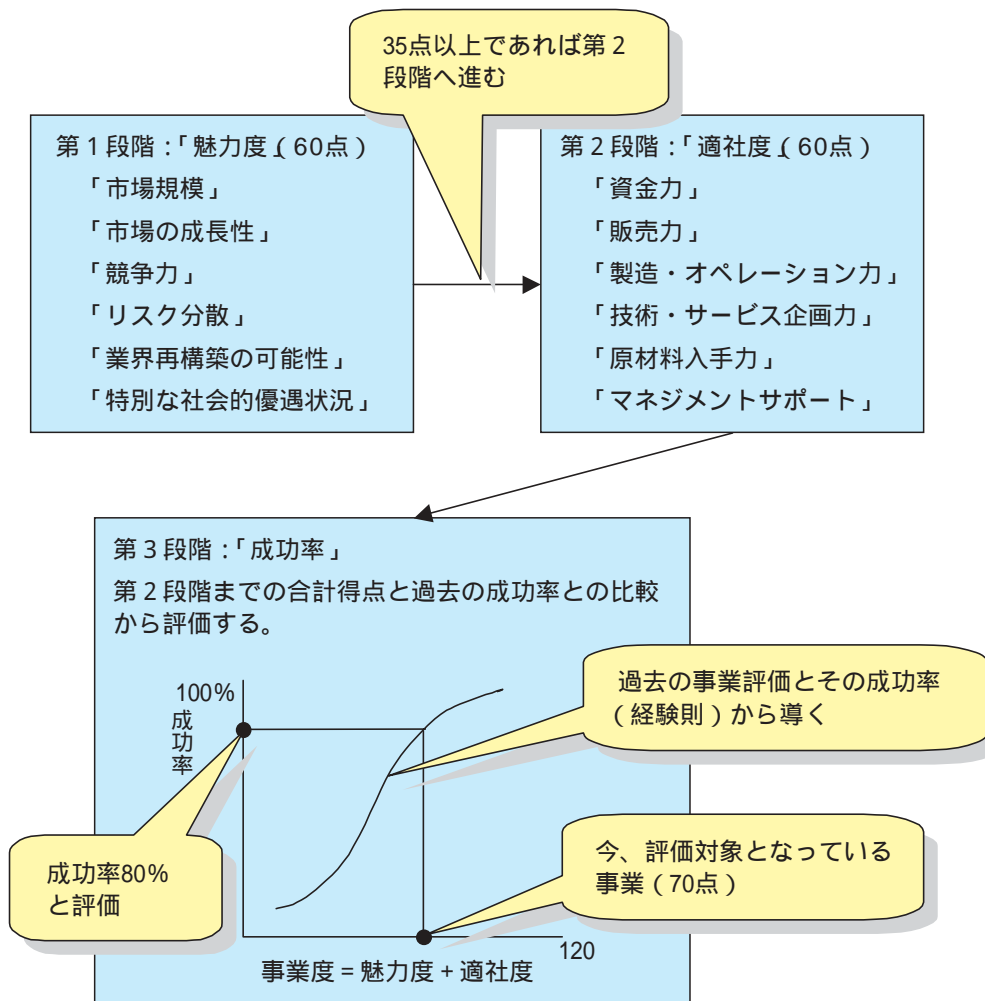 35点以上であれば第２
段階へ進む
第１段階：「魅力度（60点）
「市場規模」
「市場の成長性」
「競争力」
「リスク分散」
「業界再構築の可能性」
「特別な社会的優遇状況」
第２段階：「適社度（60点）
「資金力」
「販売力」
「製造・オペレーション力」
「技術・サービス企画力」
「原材料入手力」
「マネジメントサポート」
第３段階：「成功率」
第２段階までの合計得点と過去の成功率との比較
から評価する。
100%
成功率
過去の事業評価とその成功率
（経験則）から導く
成功率80%
と評価
今、評価対象となっている
事業（70点）
120
事業度＝魅力度＋適社度